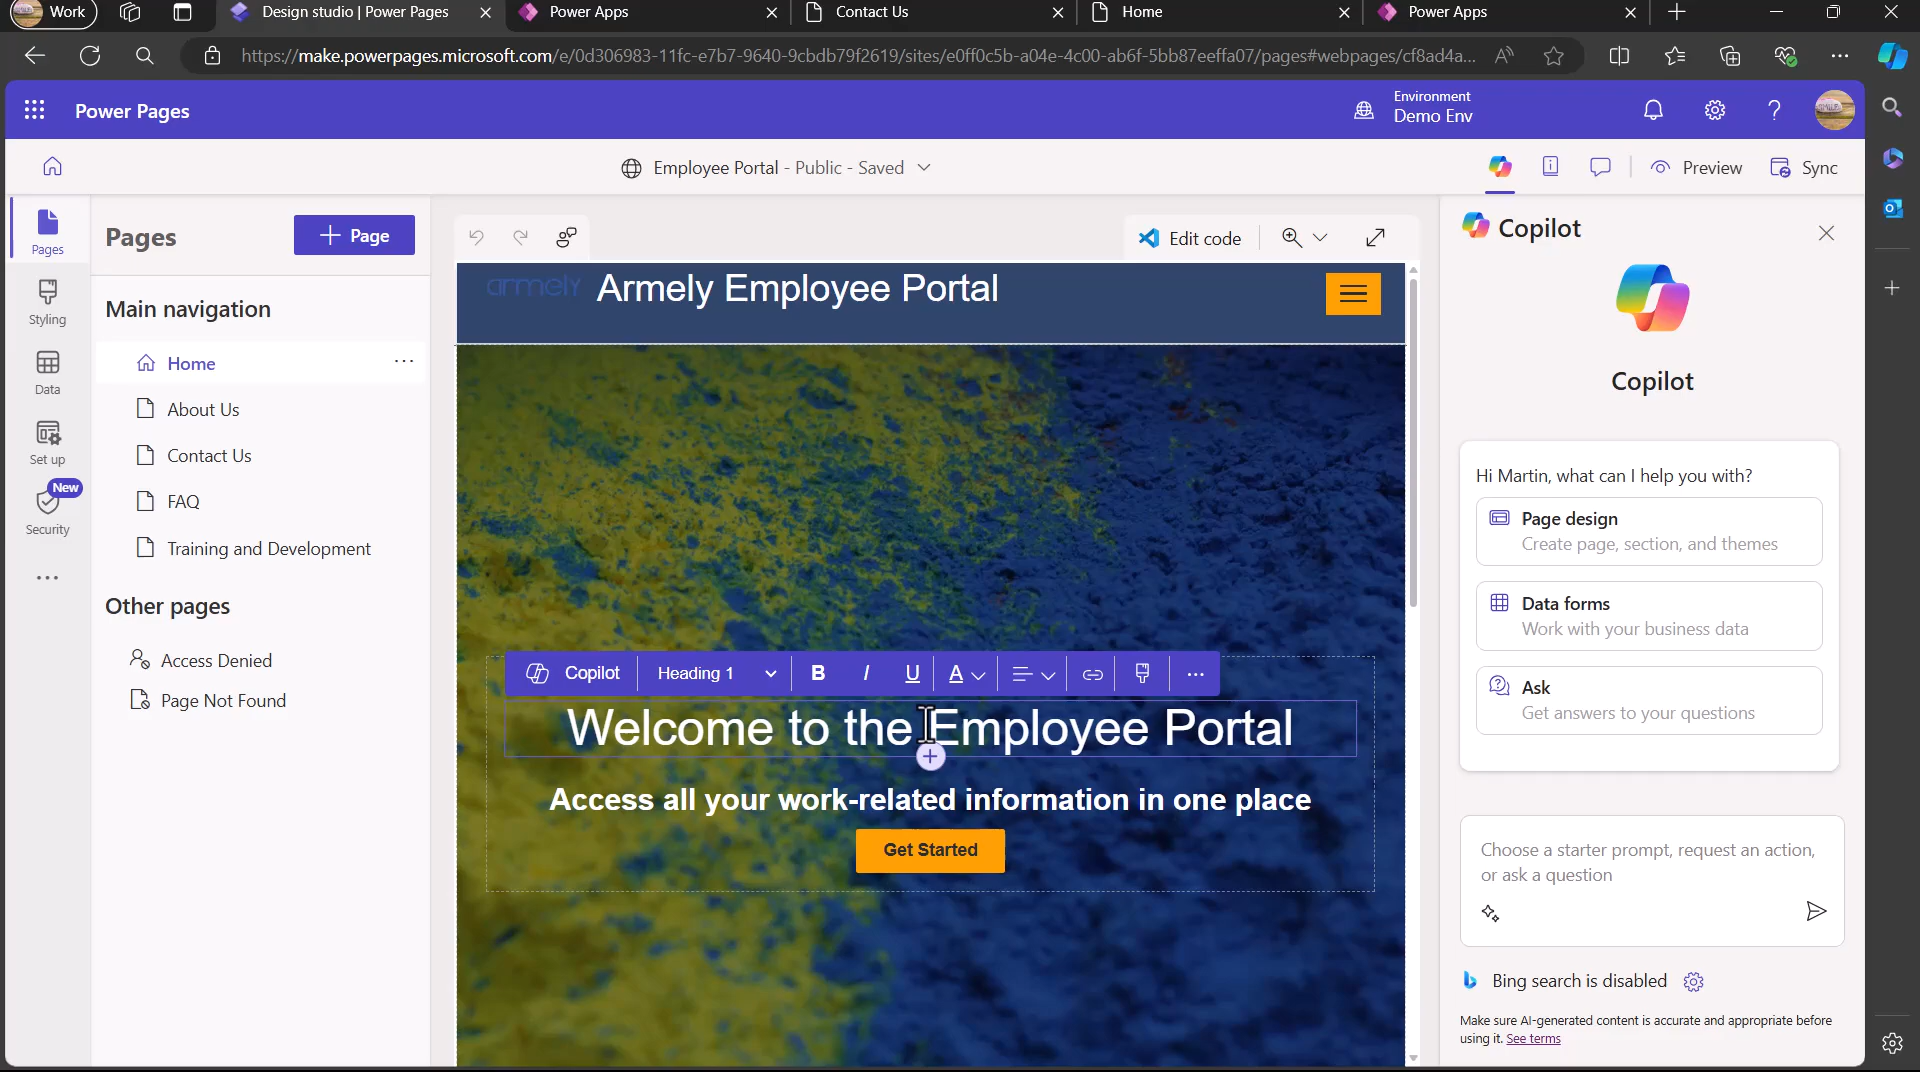 Work
Design studio | Power Pages
Power Apps
Contact Us
Home
Power Apps
https://make.powerpages.microsoft.com/e/0d306983-11fc-e7b7-9640-9cbdb79f2619/sites/e0ff0c5b-a04e-4c00-ab6f-5bb87eeffa07/pages#webpages/cf8ad4a...
Power Pages
Environment
Demo Env
Employee Portal - Public - Saved
Preview
Sync
Pages
Styling
Data
Set up
New
Security
Pages
+ Page
Main navigation
Home
About Us
Contact Us
FAQ
Training and Development
Other pages
Access Denied
Page Not Found
Edit code
armely
Armely Employee Portal
Copilot
Heading 1
B
I
U
A
Welcome to the Employee Portal
Access all your work-related information in one place
Get Started
Copilot
Copilot
Hi Martin, what can I help you with?
Page design
Create page, section, and themes
Data forms
Work with your business data
Ask
Get answers to your questions
Choose a starter prompt, request an action,
or ask a question
Bing search is disabled
Make sure AI-generated content is accurate and appropriate before
using it. See terms